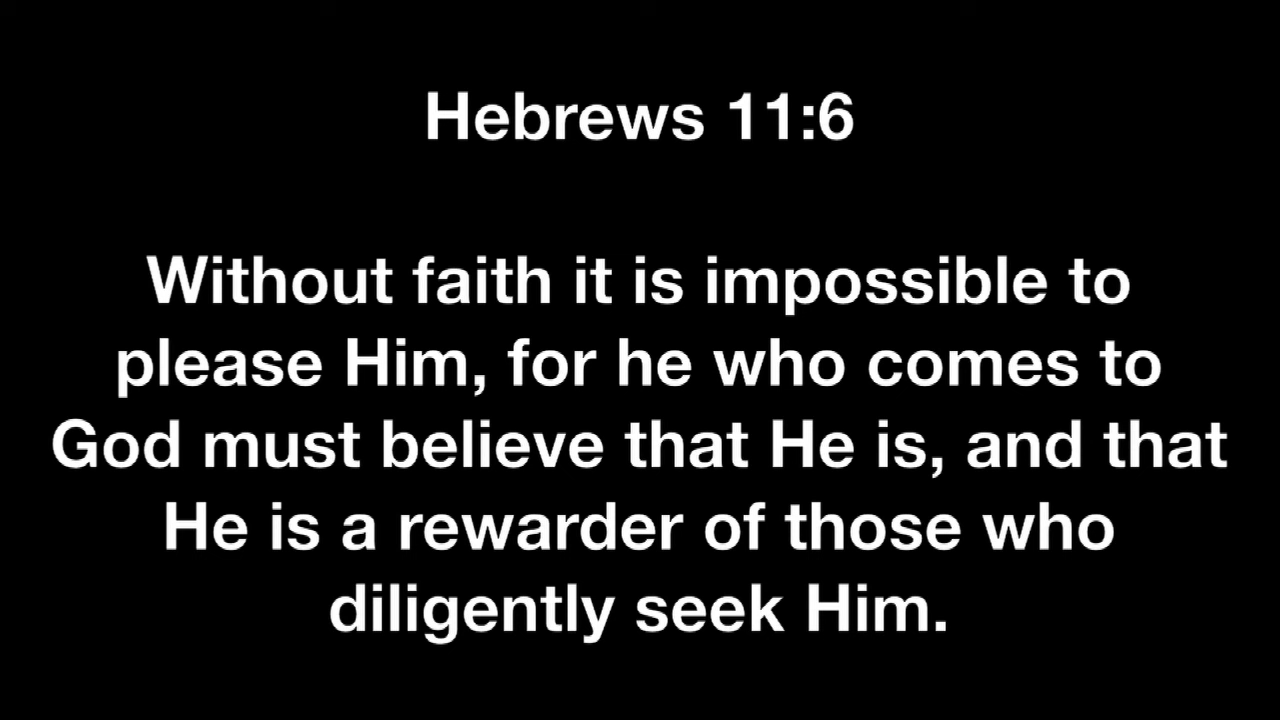 Hebrews 11:6
Without faith it is impossible to
please Him, for he who comes to
God must believe that He is, and that
He is a rewarder of those who
diligently seek Him.